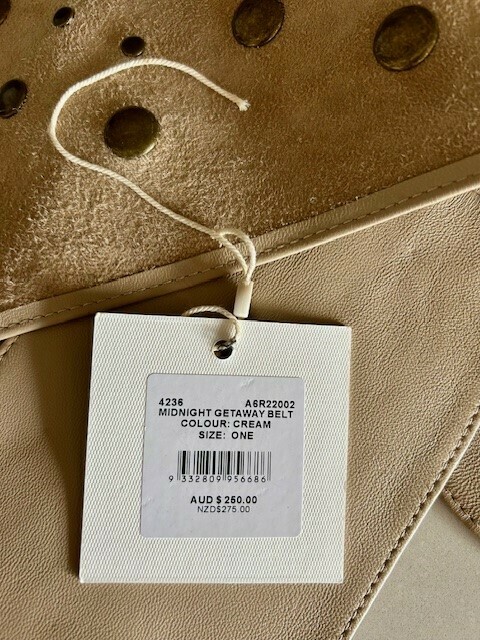 4236 A6R22002
MIDNIGHT GETAWAY BELT
COLOUR: CREAM
SIZE: ONE
9 332809 956686
AUD $ 250.00
NZD$275.00